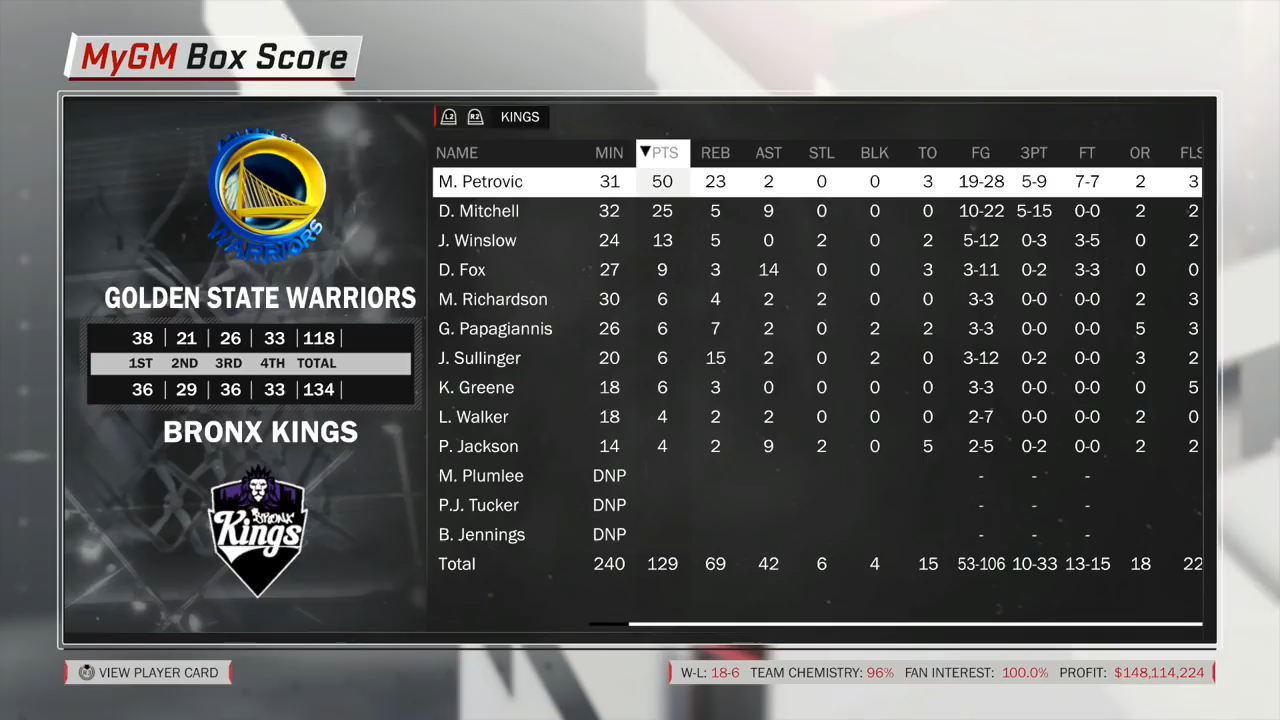 MyGM Box Score
L2 R2 KINGS
NAME MIN PTS REB AST STL BLK TO FG 3PT FT OR FLS
M. Petrovic 31 50 23 2 0 0 3 19-28 5-9 7-7 2 3
D. Mitchell 32 25 5 9 0 0 0 10-22 5-15 0-0 2 2
J. Winslow 24 13 5 0 2 0 2 5-12 0-3 3-5 0 2
D. Fox 27 9 3 14 0 0 3 3-11 0-2 3-3 0 0
M. Richardson 30 6 4 2 2 0 0 3-3 0-0 0-0 2 3
G. Papagiannis 26 6 7 2 0 2 2 3-3 0-0 0-0 5 3
J. Sullinger 20 6 15 2 0 2 0 3-12 0-2 0-0 3 2
K. Greene 18 6 3 0 0 0 0 3-3 0-0 0-0 0 5
L. Walker 18 4 2 2 0 0 0 2-7 0-0 0-0 2 0
P. Jackson 14 4 2 9 2 0 5 2-5 0-2 0-0 2 2
M. Plumlee DNP - - -
P.J. Tucker DNP - - -
B. Jennings DNP - - -
Total 240 129 69 42 6 4 15 53-106 10-33 13-15 18 22
GOLDEN STATE WARRIORS
GOLDEN STATE WARRIORS
38 21 26 33 118
1ST 2ND 3RD 4TH TOTAL
36 29 36 33 134
BRONX KINGS
BRONX
Kings
VIEW PLAYER CARD
W-L: 18-6 TEAM CHEMISTRY: 96% FAN INTEREST: 100.0% PROFIT: $148,114,224